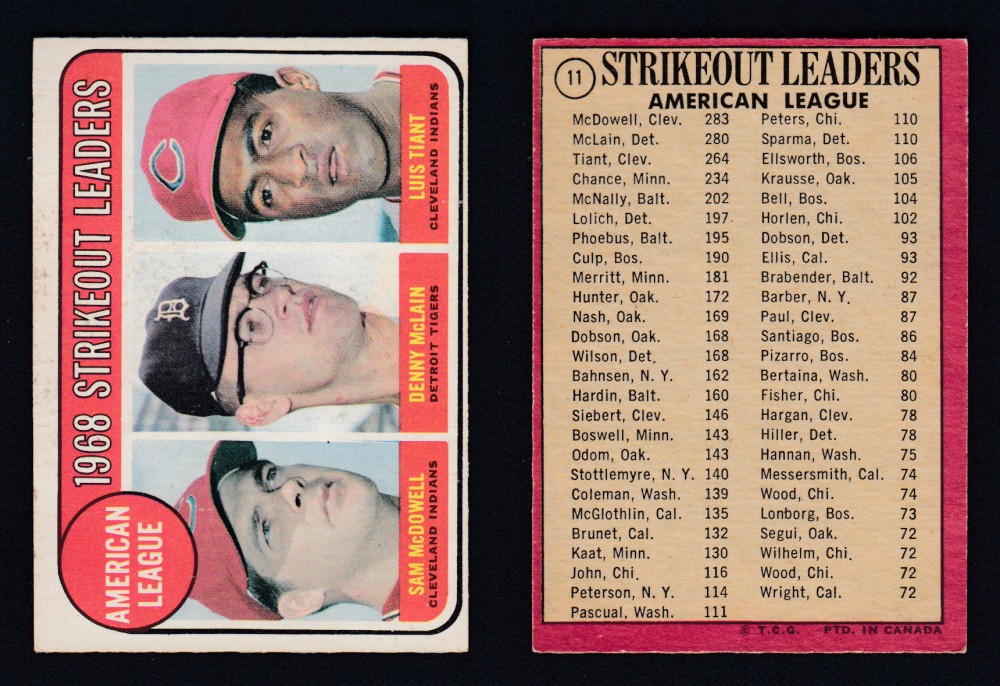 1968 STRIKEOUT LEADERS
AMERICAN
LEAGUE
SAM McDOWELL
CLEVELAND INDIANS
DENNY McLAIN
DETROIT TIGERS
LUIS TIANT
CLEVELAND INDIANS
C
D
11 STRIKEOUT LEADERS
AMERICAN LEAGUE
McDowell, Clev. 283
McLain, Det. 280
Tiant, Clev. 264
Chance, Minn. 234
McNally, Balt. 202
Lolich, Det. 197
Phoebus, Balt. 195
Culp, Bos. 190
Merritt, Minn. 181
Hunter, Oak. 172
Nash, Oak. 169
Dobson, Oak. 168
Wilson, Det. 168
Bahnsen, N. Y. 162
Hardin, Balt. 160
Siebert, Clev. 146
Boswell, Minn. 143
Odom, Oak. 143
Stottlemyre, N. Y. 140
Coleman, Wash. 139
McGlothlin, Cal. 135
Brunet, Cal. 132
Kaat, Minn. 130
John, Chi. 116
Peterson, N. Y. 114
Pascual, Wash. 111
Peters, Chi. 110
Sparma, Det. 110
Ellsworth, Bos. 106
Krausse, Oak. 105
Bell, Bos. 104
Horlen, Chi. 102
Dobson, Det. 93
Ellis, Cal. 93
Brabender, Balt. 92
Barber, N. Y. 87
Paul, Clev. 87
Santiago, Bos. 86
Pizarro, Bos. 84
Bertaina, Wash. 80
Fisher, Chi. 80
Hargan, Clev. 78
Hiller, Det. 78
Hannan, Wash. 75
Messersmith, Cal. 74
Wood, Chi. 74
Lonborg, Bos. 73
Segui, Oak. 72
Wilhelm, Chi. 72
Wood, Chi. 72
Wright, Cal. 72
© T.C.G. PTD. IN CANADA